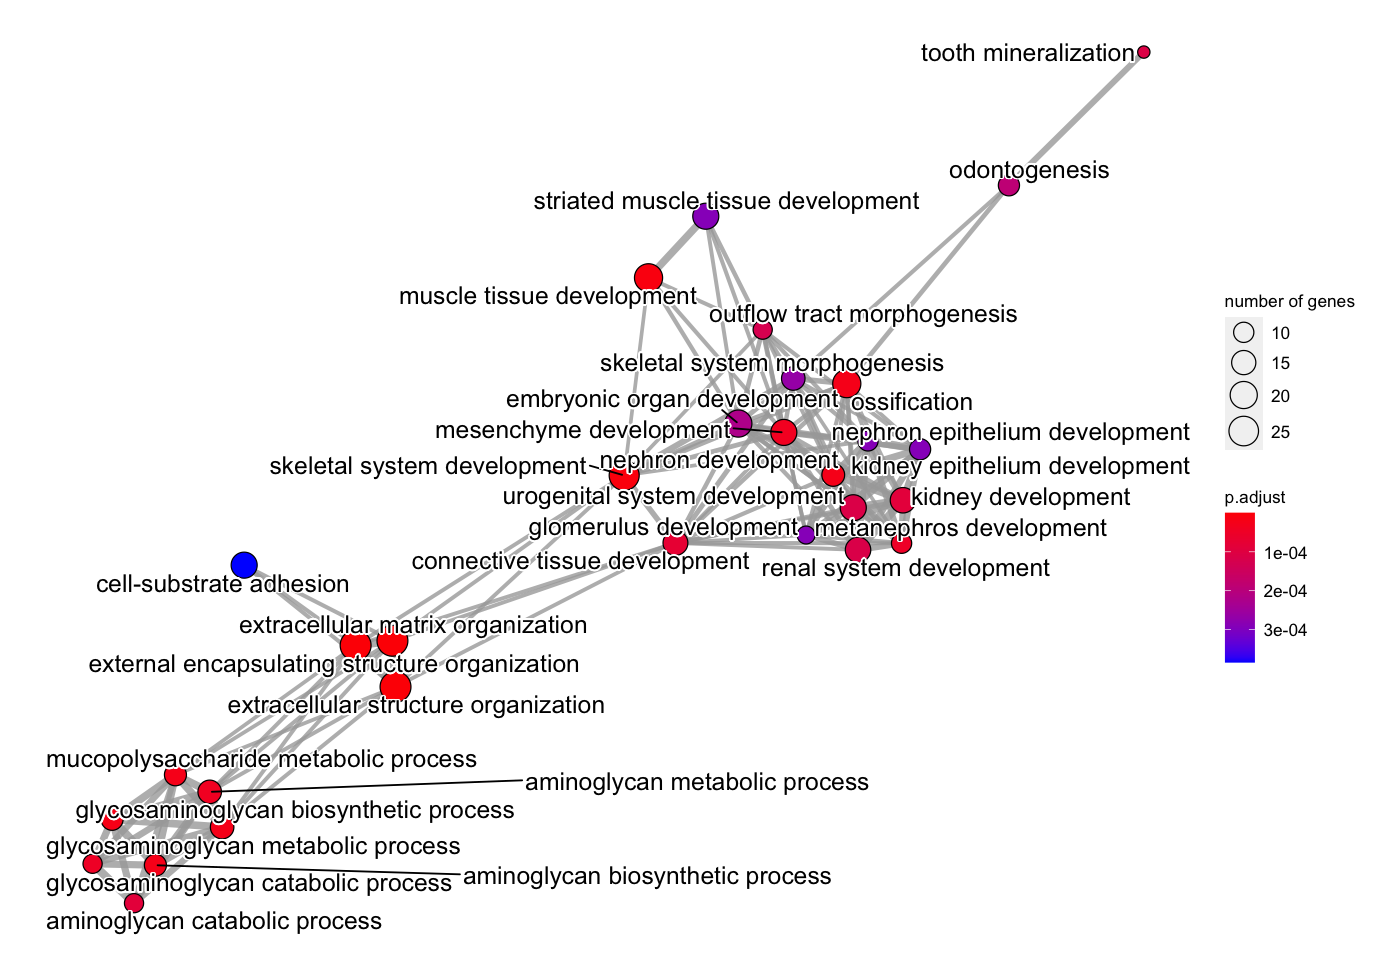 tooth mineralization
odontogenesis
striated muscle tissue development
muscle tissue development
outflow tract morphogenesis
skeletal system morphogenesis
embryonic organ development
ossification
mesenchyme development
nephron epithelium development
skeletal system development
nephron development
kidney epithelium development
urogenital system development
kidney development
glomerulus development
metanephros development
connective tissue development
renal system development
cell-substrate adhesion
extracellular matrix organization
external encapsulating structure organization
extracellular structure organization
mucopolysaccharide metabolic process
aminoglycan metabolic process
glycosaminoglycan biosynthetic process
glycosaminoglycan metabolic process
aminoglycan biosynthetic process
glycosaminoglycan catabolic process
aminoglycan catabolic process
number of genes
10
15
20
25
p.adjust
1e-04
2e-04
3e-04